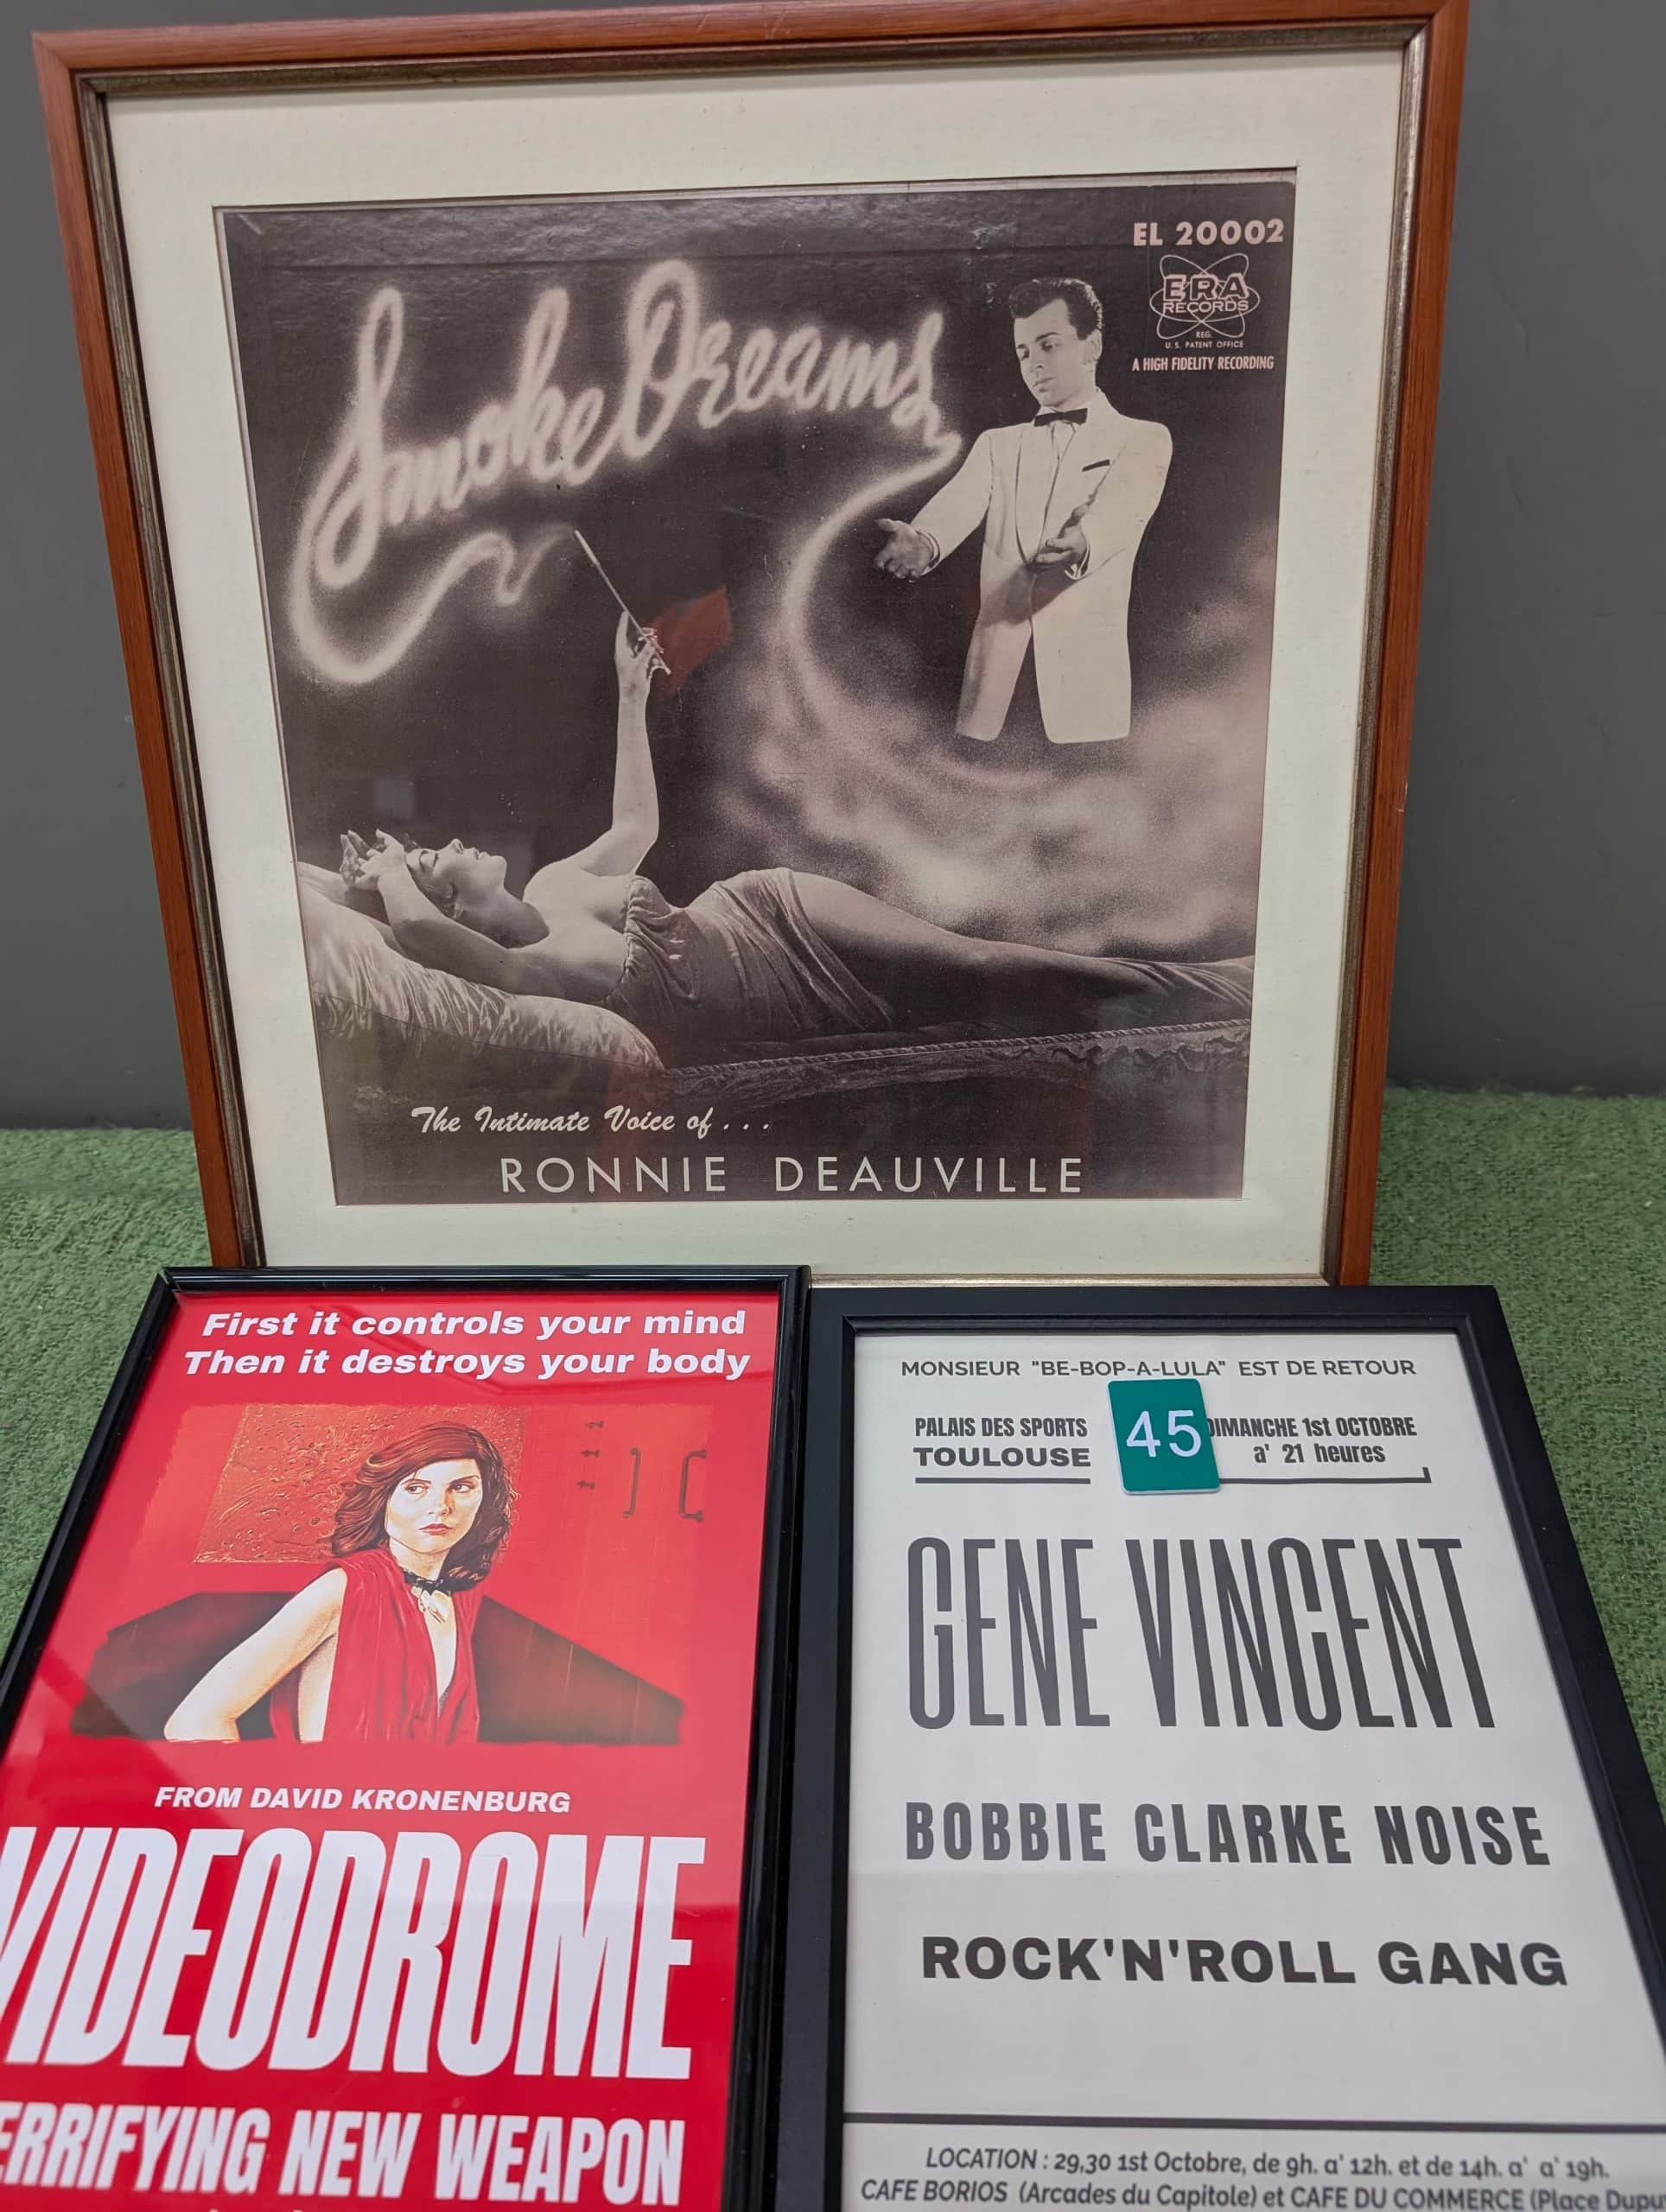 EL 20002
ERA
RECORDS
REG.
U. S. PATENT OFFICE
A HIGH FIDELITY RECORDING
Smoke Dreams
The Intimate Voice of . . .
RONNIE DEAUVILLE
First it controls your mind
Then it destroys your body
FROM DAVID KRONENBURG
VIDEODROME
ERRIFYING NEW WEAPON
MONSIEUR "BE-BOP-A-LULA" EST DE RETOUR
PALAIS DES SPORTS
TOULOUSE
45
DIMANCHE 1st OCTOBRE
a' 21 heures
GENE VINCENT
BOBBIE CLARKE NOISE
ROCK'N'ROLL GANG
LOCATION : 29,30 1st Octobre, de 9h. a' 12h. et de 14h. a' a' 19h.
CAFE BORIOS (Arcades du Capitole) et CAFE DU COMMERCE (Place Dupu